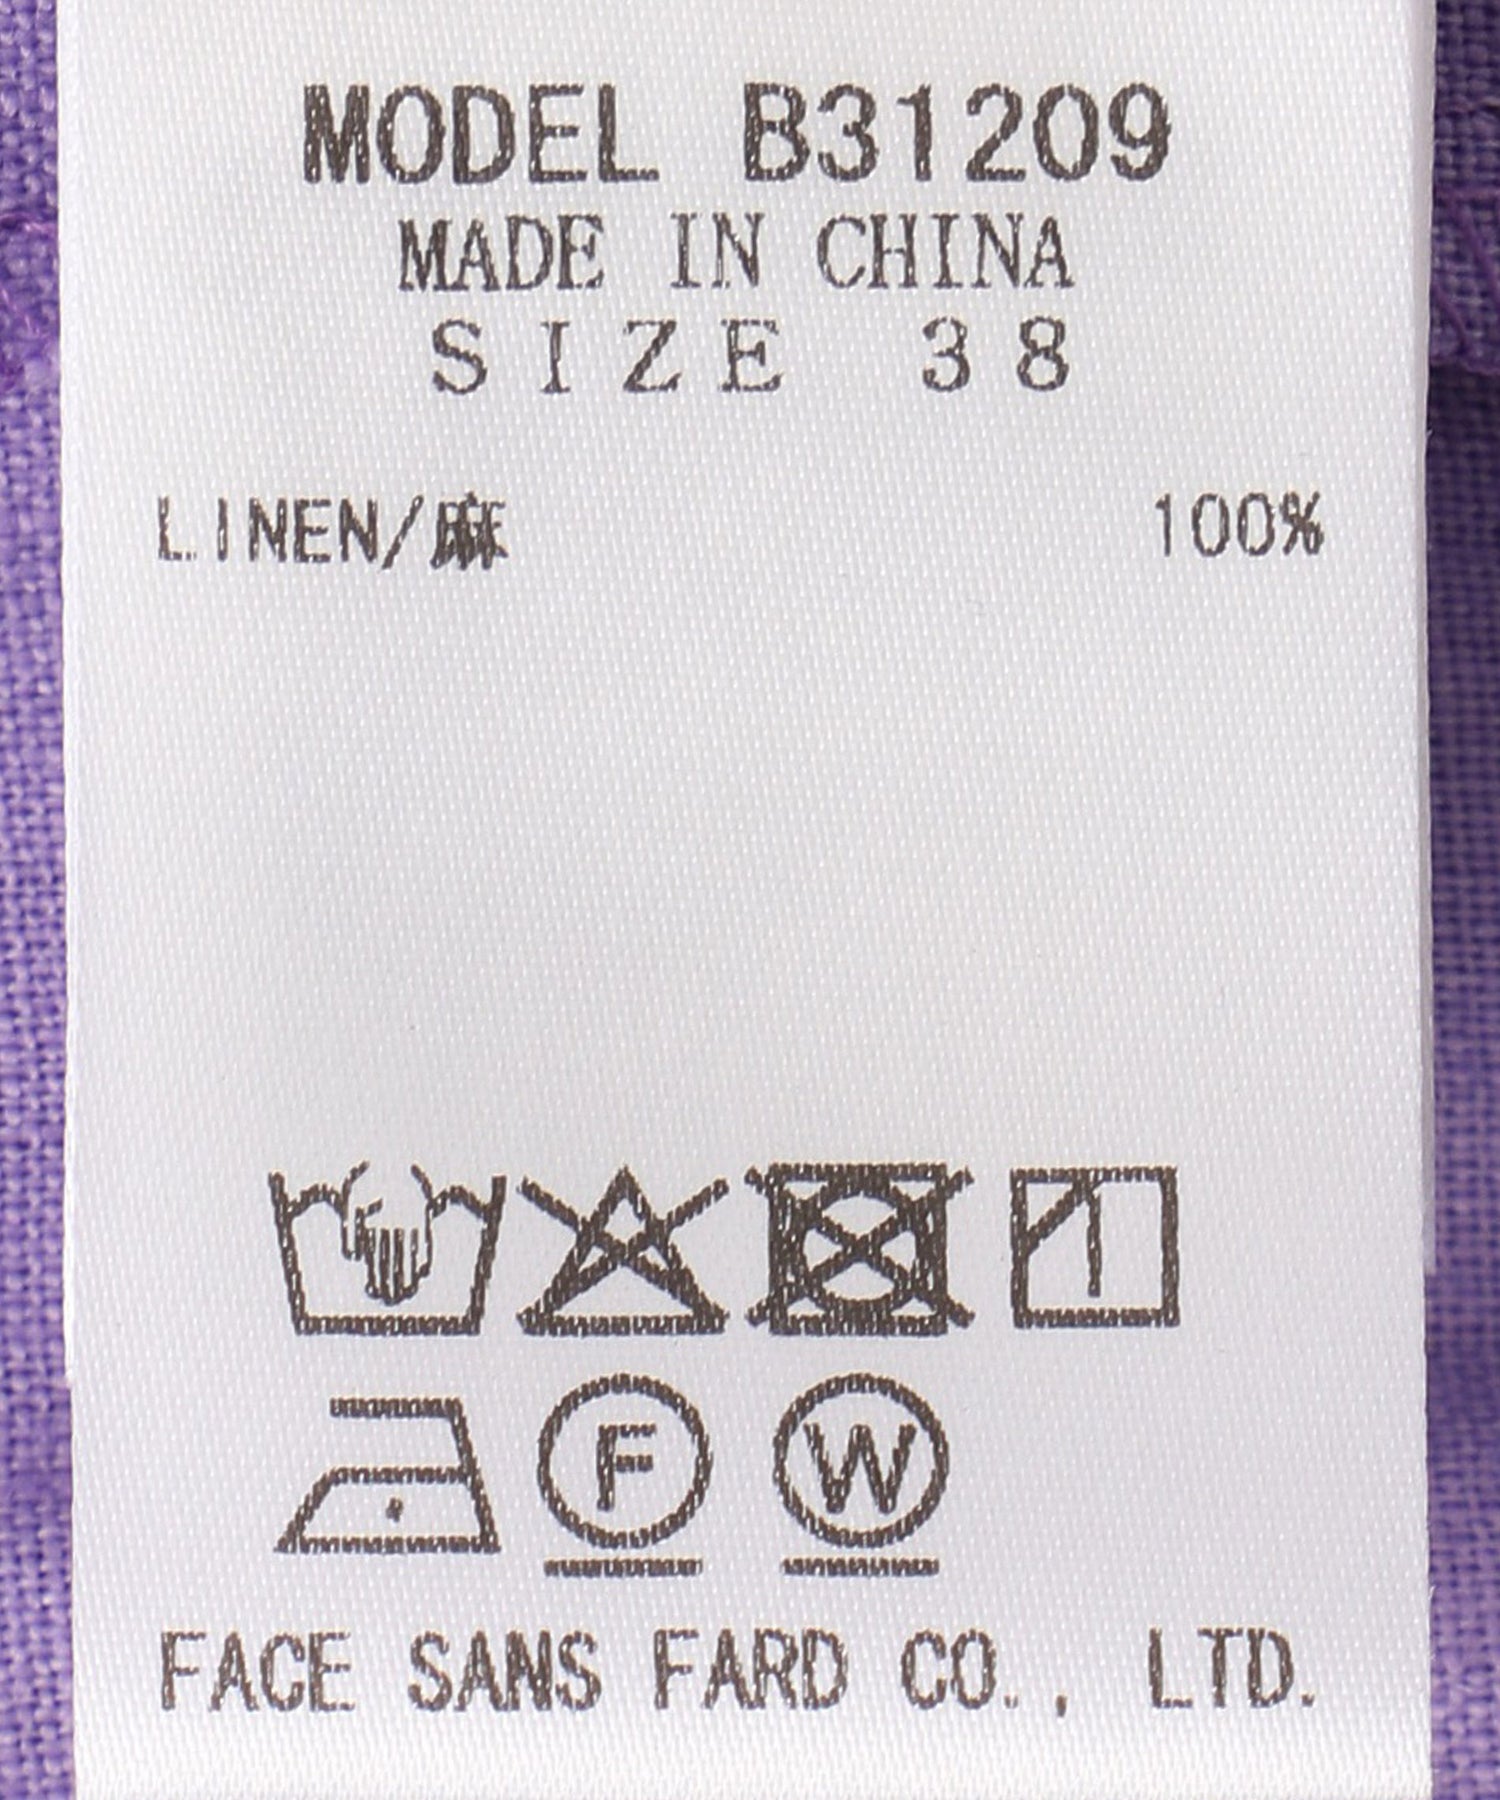 MODEL B31209
MADE IN CHINA
SIZE 38
LINEN/麻 100%
F W
FACE SANS FARD CO., LTD.